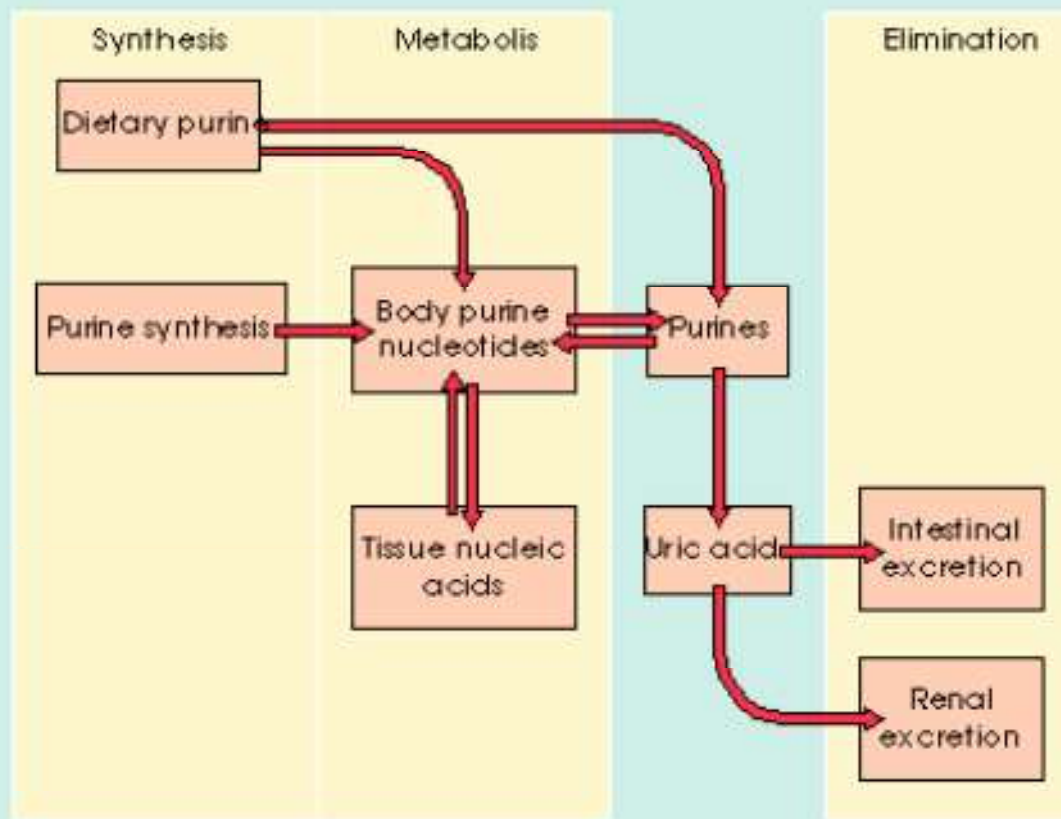 Synthesis
Metabolis
Elimination
Dietary purine
Purine synthesis
Body purine
nucleotides
Purines
Tissue nucleic
acids
Uric acid
Intestinal
excretion
Renal
excretion